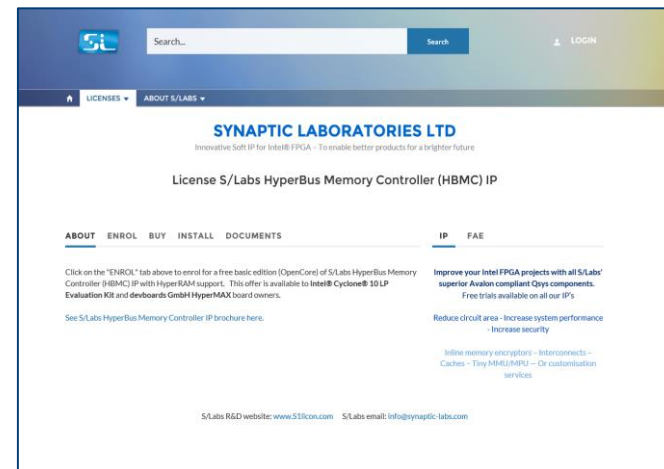 SL
Search...
Search
LOGIN
LICENSES
ABOUT S/LABS
SYNAPTIC LABORATORIES LTD
Innovative Soft IP for Intel® FPGA – To enable better products for a brighter future
License S/Labs HyperBus Memory Controller (HBMC) IP
ABOUT ENROL BUY INSTALL DOCUMENTS
Click on the "ENROL" tab above to enrol for a free basic edition (OpenCore) of S/Labs HyperBus Memory
Controller (HBMC) IP with HyperRAM support. This offer is available to Intel® Cyclone® 10 LP
Evaluation Kit and devboards GmbH HyperMAX board owners.
See S/Labs HyperBus Memory Controller IP brochure here.
IP FAE
Improve your Intel FPGA projects with all S/Labs'
superior Avalon compliant Qsys components.
Free trials available on all our IP's
Reduce circuit area - Increase system performance
- Increase security
Inline memory encryptors – Interconnects –
Caches – Tiny MMU/MPU — Or customisation
services
S/Labs R&D website: www.S1licon.com S/Labs email: info@synaptic-labs.com